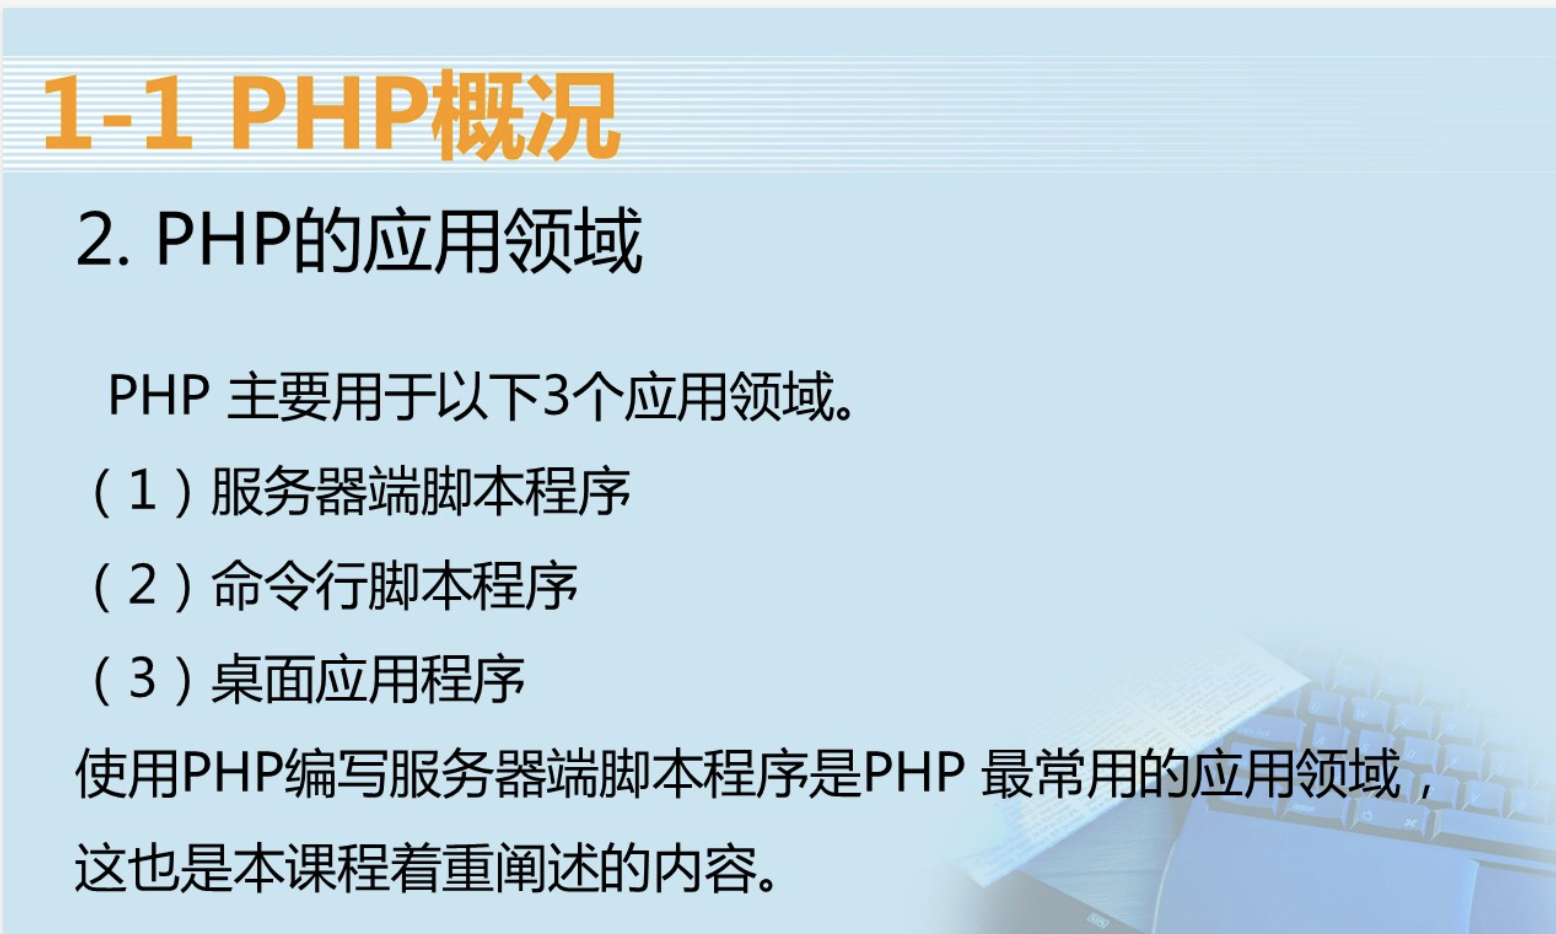 1-1 PHP概况
2. PHP的应用领域
PHP 主要用于以下3个应用领域。
（1）服务器端脚本程序
（2）命令行脚本程序
（3）桌面应用程序
使用PHP编写服务器端脚本程序是PHP 最常用的应用领域，
这也是本课程着重阐述的内容。